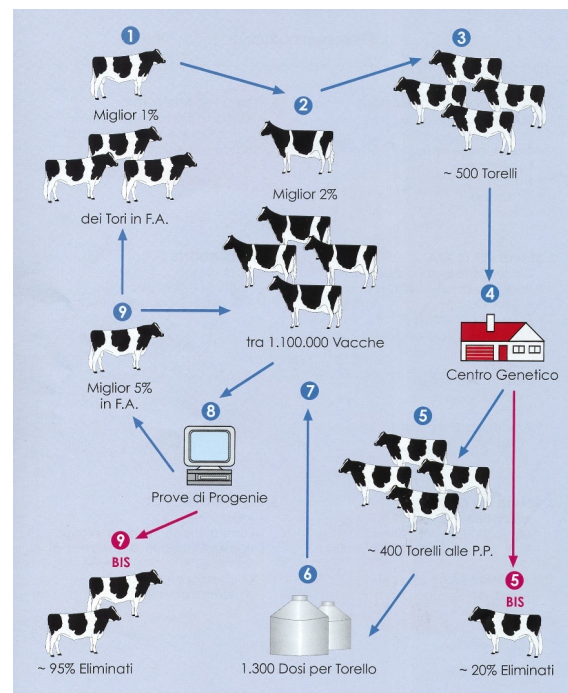 1
Miglior 1%
dei Tori in F.A.
2
Miglior 2%
tra 1.100.000 Vacche
3
~ 500 Torelli
4
Centro Genetico
5
~ 400 Torelli alle P.P.
5
BIS
~ 20% Eliminati
6
1.300 Dosi per Torello
7
8
Prove di Progenie
9
Miglior 5%
in F.A.
9
BIS
~ 95% Eliminati